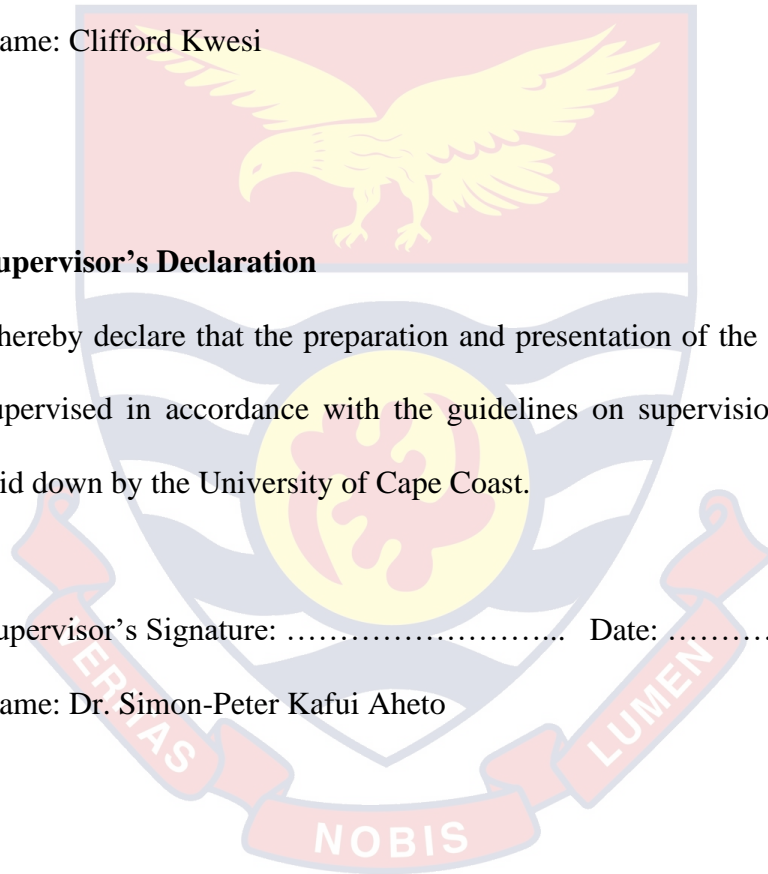 ame: Clifford Kwesi
upervisor’s Declaration
hereby declare that the preparation and presentation of the
upervised in accordance with the guidelines on supervisio
id down by the University of Cape Coast.
upervisor’s Signature: ……………………... Date: ………
ame: Dr. Simon-Peter Kafui Aheto
VERITAS
NOBIS
LUMEN